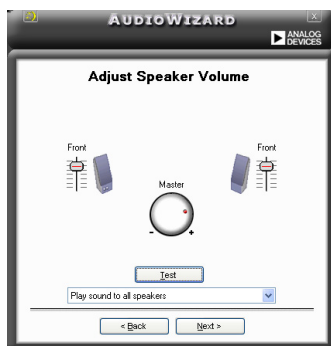 AUDIOWIZARD
ANALOG
DEVICES
Adjust Speaker Volume
Front
Front
Master
- +
Test
Play sound to all speakers
< Back
Next >